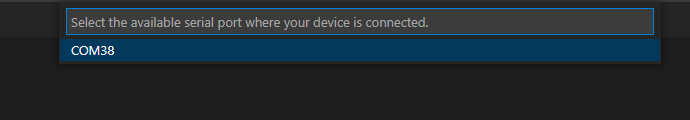 Select the available serial port where your device is connected.
COM38